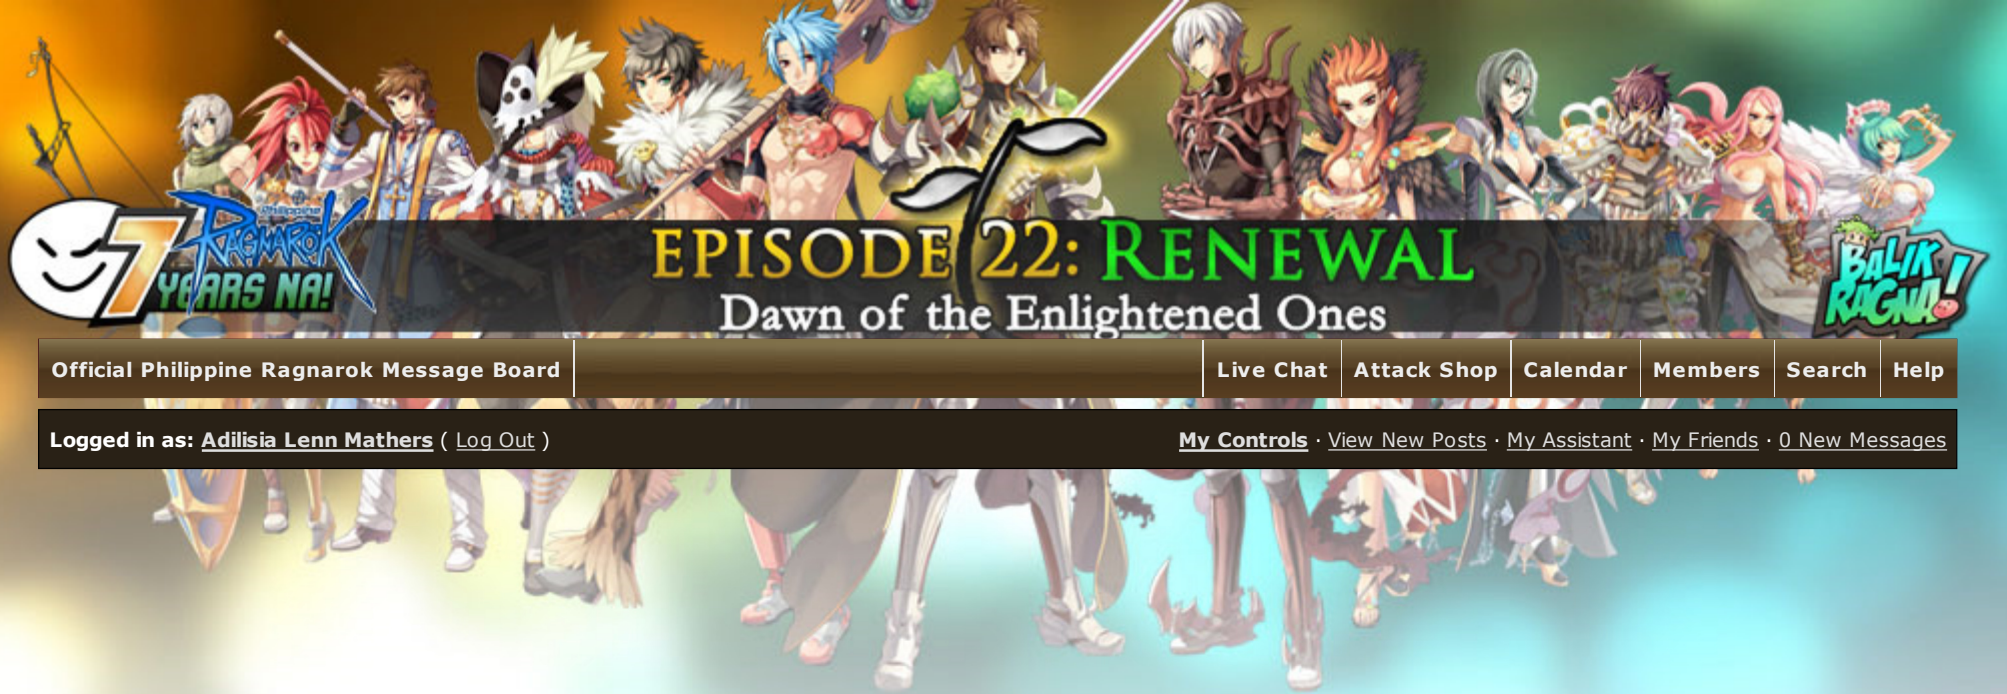 Philippine
RAGNAROK
7 YEARS NA!
EPISODE 22: RENEWAL
Dawn of the Enlightened Ones
BALIK
RAGNA!
Official Philippine Ragnarok Message Board
Live Chat
Attack Shop
Calendar
Members
Search
Help
Logged in as: Adilisia Lenn Mathers ( Log Out )
My Controls · View New Posts · My Assistant · My Friends · 0 New Messages